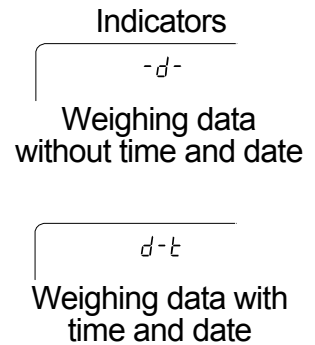 Indicators
-d-
Weighing data
without time and date
d-t
Weighing data with
time and date